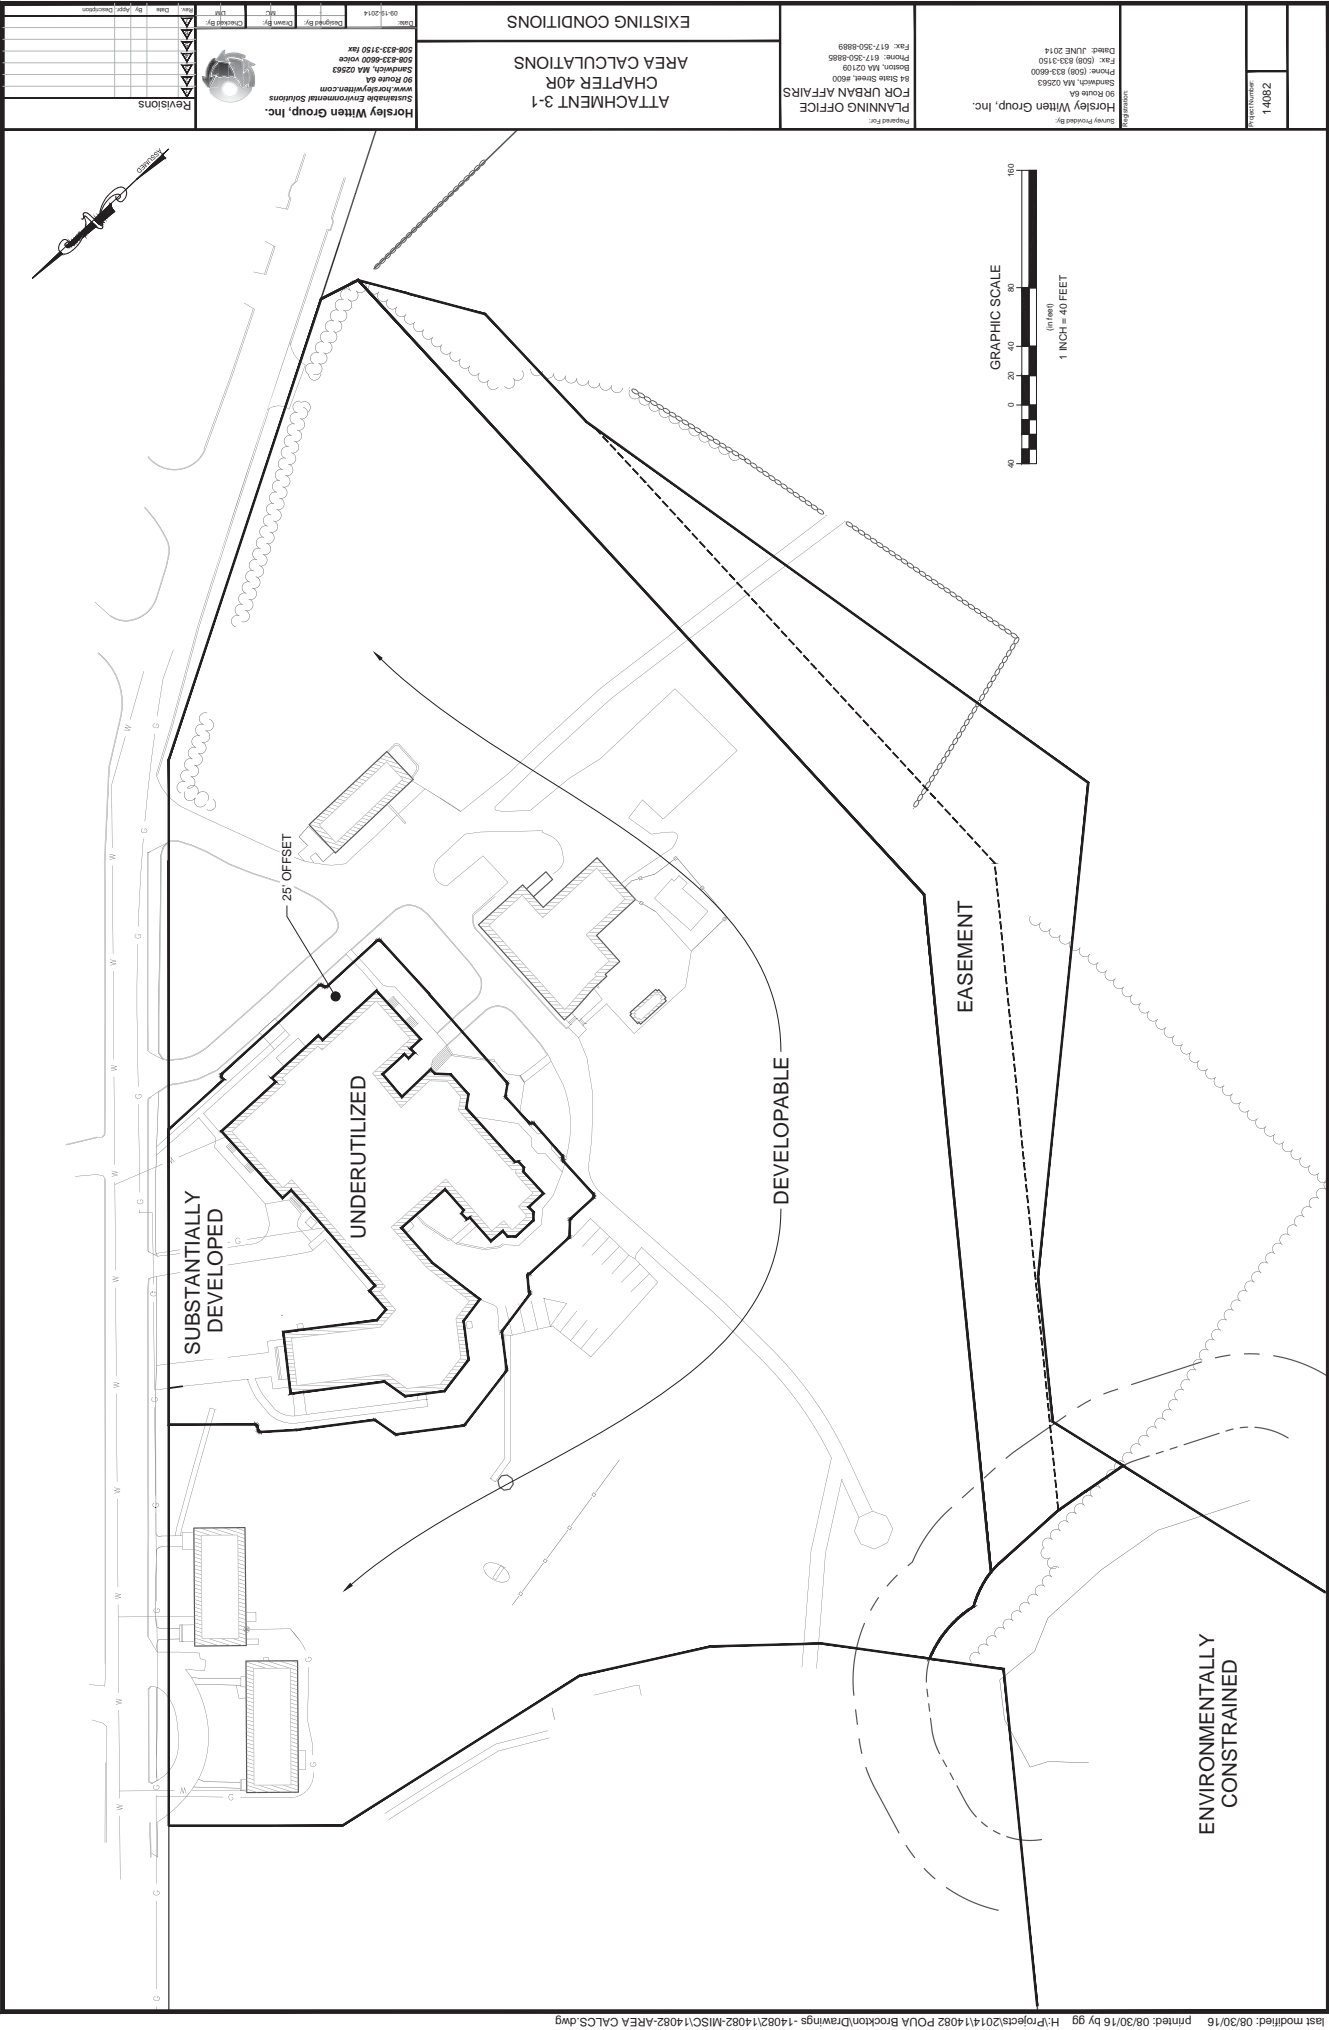 last modified: 08/30/16 printed: 08/30/16 by gg H:\Projects\2014\14082 POUA Brockton\Drawings - 14082\14082-MISC\14082-AREA CALCS.dwg
Revisions
Rev.
Date
By
Appr.
Description
Horsley Witten Group, Inc.
Sustainable Environmental Solutions
www.horsleywitten.com
90 Route 6A
Sandwich, MA 02563
508-833-6600 voice
508-833-3150 fax
Date:
09-19-2014
Designed By:
Drawn By:
MC
Checked By:
DM
ATTACHMENT 3-1
CHAPTER 40R
AREA CALCULATIONS
EXISTING CONDITIONS
Prepared For:
PLANNING OFFICE
FOR URBAN AFFAIRS
84 State Street, #600
Boston, MA 02109
Phone: 617-350-8885
Fax: 617-350-8889
Survey Provided By:
Horsley Witten Group, Inc.
90 Route 6A
Sandwich, MA 02563
Phone: (508) 833-6600
Fax: (508) 833-3150
Dated: JUNE 2014
Registration:
Project Number:
14082
ASSUMED
GRAPHIC SCALE
40
0
20
40
80
160
(in feet)
1 INCH = 40 FEET
25' OFFSET
UNDERUTILIZED
SUBSTANTIALLY
DEVELOPED
DEVELOPABLE
EASEMENT
ENVIRONMENTALLY
CONSTRAINED
W
W
W
W
W
W
W
W
W
W
W
G
G
G
G
G
G
G
G
G
G
G
G